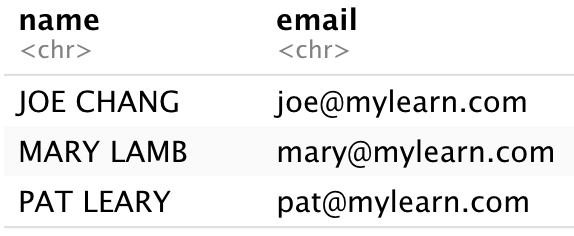 name email
<chr> <chr>
JOE CHANG joe@mylearn.com
MARY LAMB mary@mylearn.com
PAT LEARY pat@mylearn.com